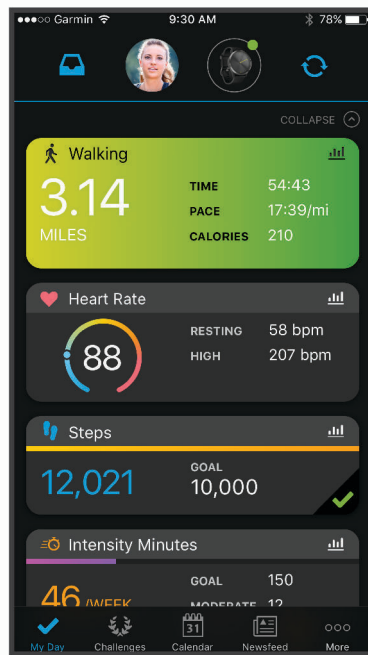 Garmin 9:30 AM 78%
COLLAPSE
Walking
3.14
MILES
TIME 54:43
PACE 17:39/mi
CALORIES 210
Heart Rate
88
RESTING 58 bpm
HIGH 207 bpm
Steps
12,021
GOAL
10,000
Intensity Minutes
46 /WEEK
GOAL 150
MODERATE 12
31
My Day Challenges Calendar Newsfeed More